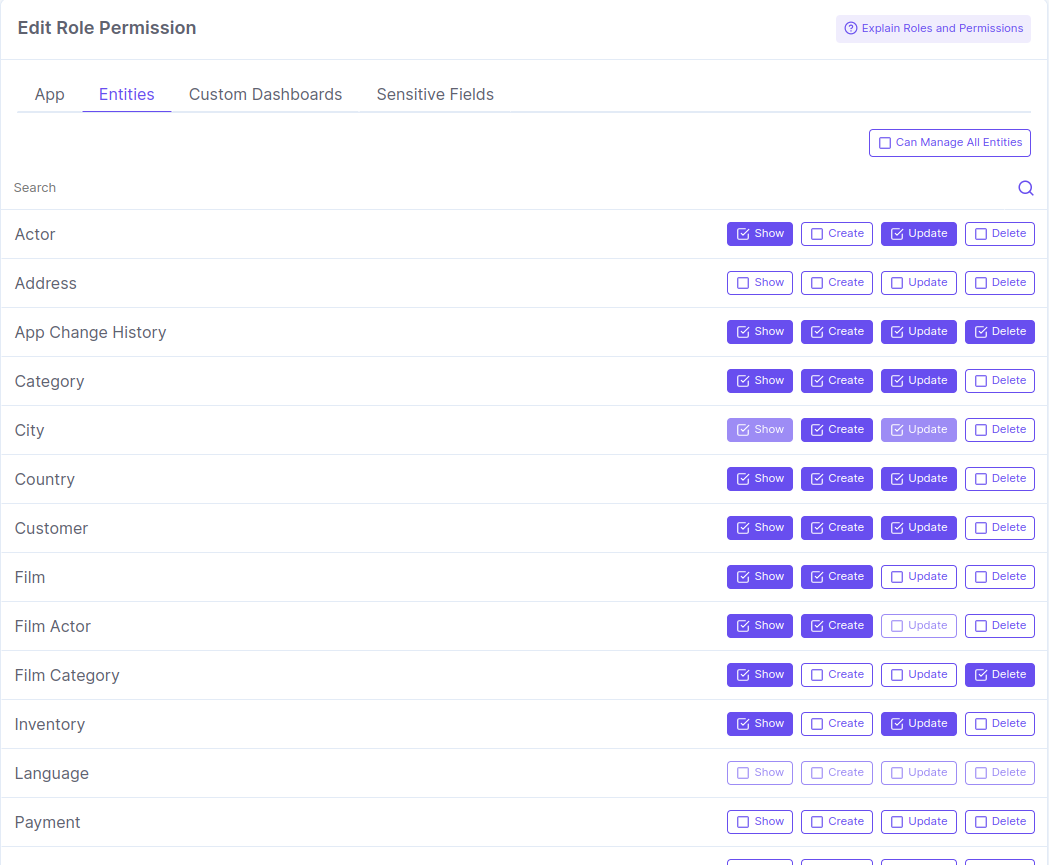 Edit Role Permission
Explain Roles and Permissions
App Entities Custom Dashboards Sensitive Fields
Can Manage All Entities
Search
Actor Show Create Update Delete
Address Show Create Update Delete
App Change History Show Create Update Delete
Category Show Create Update Delete
City Show Create Update Delete
Country Show Create Update Delete
Customer Show Create Update Delete
Film Show Create Update Delete
Film Actor Show Create Update Delete
Film Category Show Create Update Delete
Inventory Show Create Update Delete
Language Show Create Update Delete
Payment Show Create Update Delete